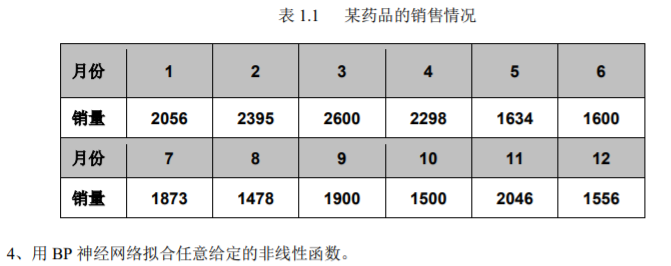 表 1.1 某药品的销售情况
月份 1 2 3 4 5 6
销量 2056 2395 2600 2298 1634 1600
月份 7 8 9 10 11 12
销量 1873 1478 1900 1500 2046 1556
4、用 BP 神经网络拟合任意给定的非线性函数。